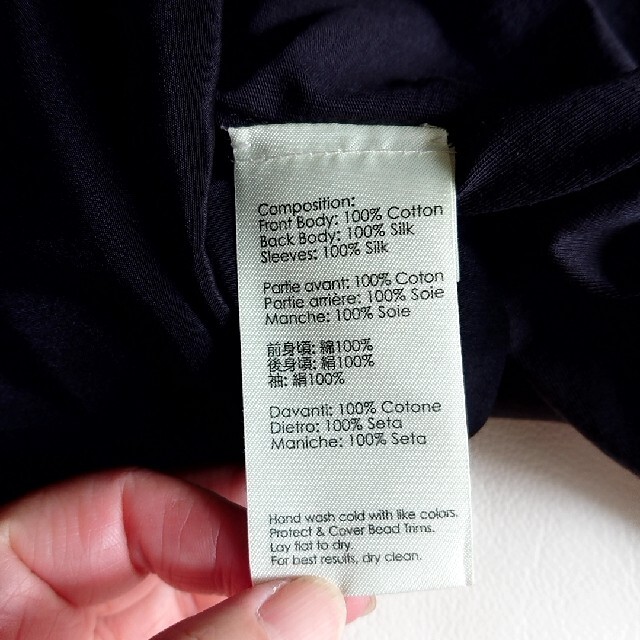 Composition:
Front Body: 100% Cotton
Back Body: 100% Silk
Sleeves: 100% Silk
Partie avant: 100% Coton
Portie arrière: 100% Soie
Manche: 100% Soie
前身頃: 綿100%
後身頃: 絹100%
袖: 絹100%
Davanti: 100% Cotone
Dietro: 100% Seta
Maniche: 100% Seta
Hand wash cold with like colors.
Protect & Cover Bead Trims.
Lay flat to dry.
For best results, dry clean.